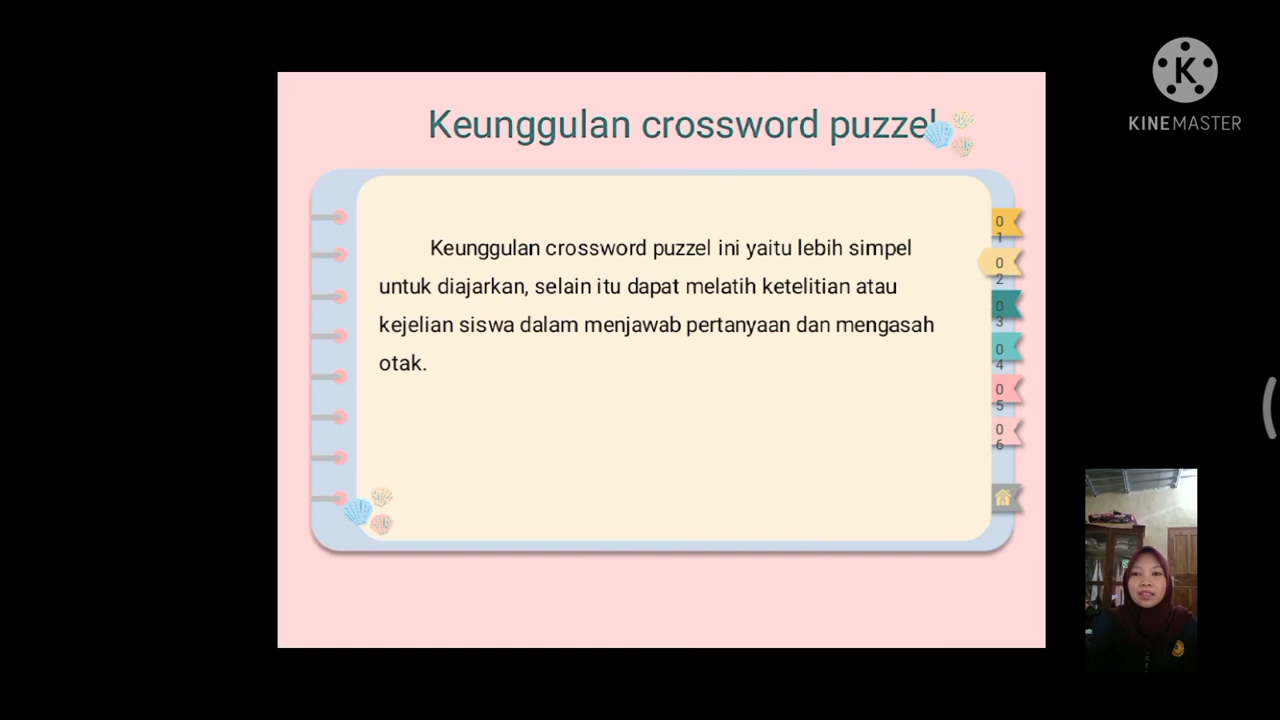 KINEMASTER
Keunggulan crossword puzzel
Keunggulan crossword puzzel ini yaitu lebih simpel
untuk diajarkan, selain itu dapat melatih ketelitian atau
kejelian siswa dalam menjawab pertanyaan dan mengasah
otak.
01
02
03
04
05
06